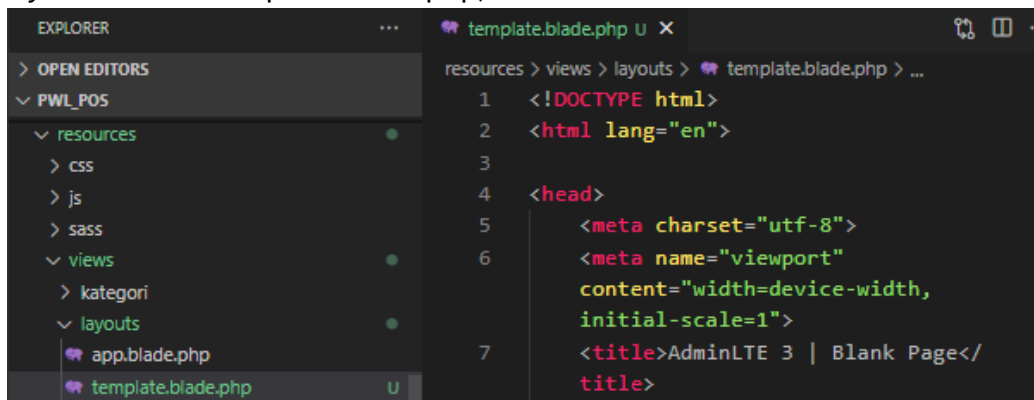 EXPLORER
...
template.blade.php U X
> OPEN EDITORS
PWL_POS
resources
> css
> js
> sass
views
> kategori
layouts
app.blade.php
template.blade.php U
resources > views > layouts > template.blade.php > ...
1 <!DOCTYPE html>
2 <html lang="en">
3
4 <head>
5 <meta charset="utf-8">
6 <meta name="viewport"
content="width=device-width,
initial-scale=1">
7 <title>AdminLTE 3 | Blank Page</
title>